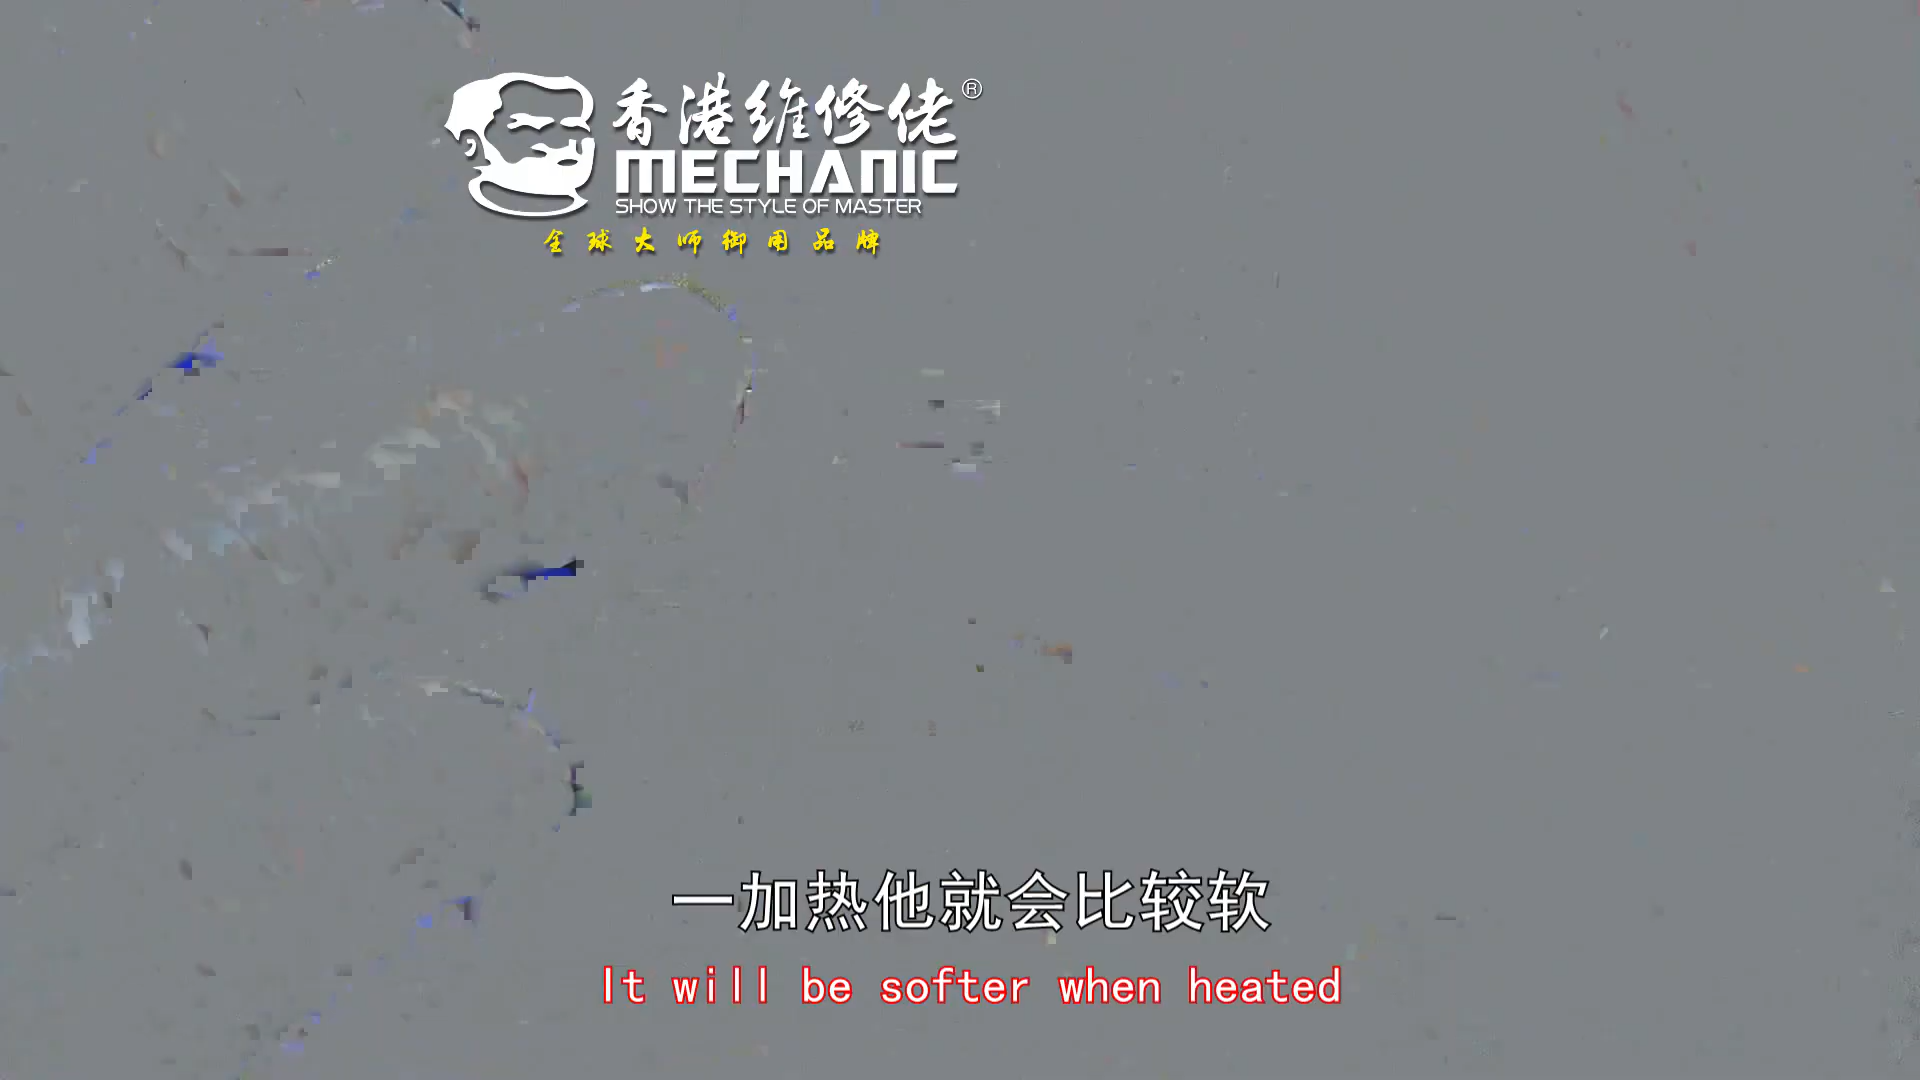 香港维修佬®
MECHANIC
SHOW THE STYLE OF MASTER
全球大师御用品牌
一加热他就会比较软
It will be softer when heated